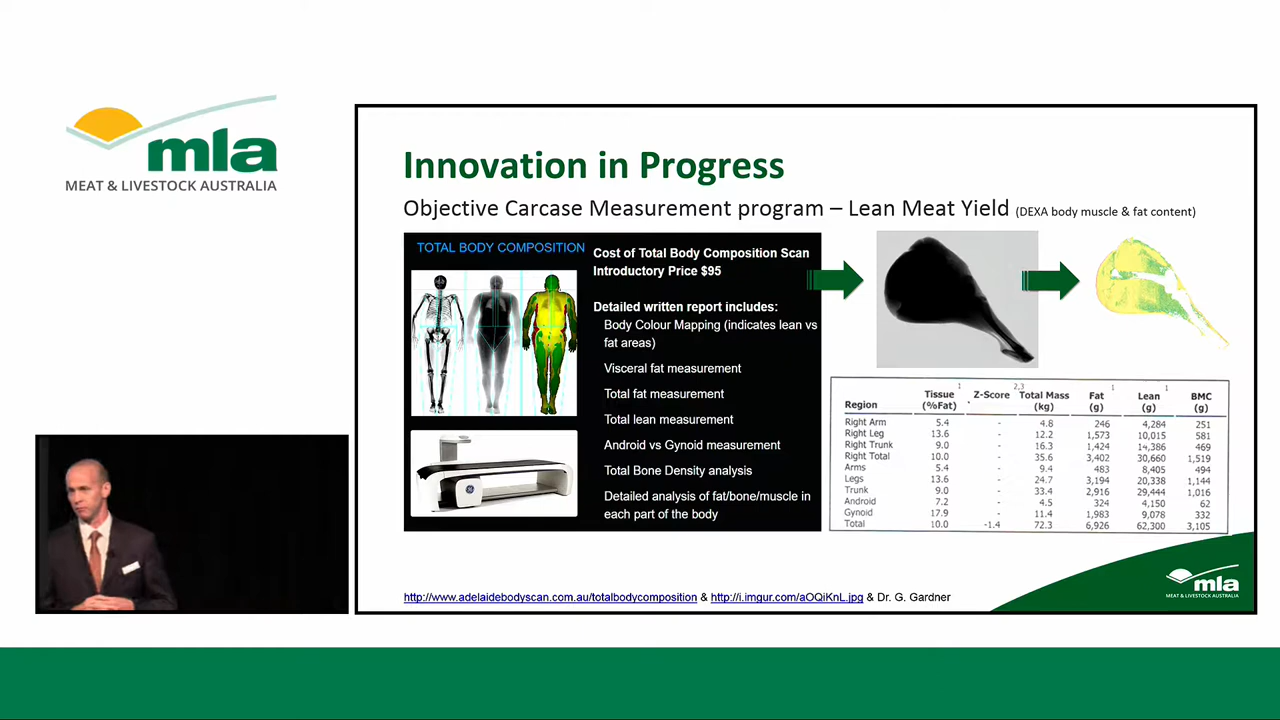 mla
MEAT & LIVESTOCK AUSTRALIA
Innovation in Progress
Objective Carcase Measurement program – Lean Meat Yield (DEXA body muscle & fat content)
TOTAL BODY COMPOSITION
Cost of Total Body Composition Scan
Introductory Price $95
Detailed written report includes:
Body Colour Mapping (indicates lean vs
fat areas)
Visceral fat measurement
Total fat measurement
Total lean measurement
Android vs Gynoid measurement
Total Bone Density analysis
Detailed analysis of fat/bone/muscle in
each part of the body
1 2,3 1 1
Tissue Z-Score Total Mass Fat Lean BMC
Region (%Fat) (kg) (g) (g) (g)
Right Arm 5.4 - 4.8 246 4,284 251
Right Leg 13.6 - 12.2 1,573 10,015 581
Right Trunk 9.0 - 16.3 1,424 14,386 469
Right Total 10.0 - 35.6 3,402 30,660 1,519
Arms 5.4 - 9.4 483 8,405 494
Legs 13.6 - 24.7 3,194 20,338 1,144
Trunk 9.0 - 33.4 2,916 29,444 1,016
Android 7.2 - 4.5 324 4,150 62
Gynoid 17.9 - 11.4 1,983 9,078 332
Total 10.0 -1.4 72.3 6,926 62,300 3,105
http://www.adelaidebodyscan.com.au/totalbodycomposition & http://i.imgur.com/aOQiKnL.jpg & Dr. G. Gardner
mla
MEAT & LIVESTOCK AUSTRALIA